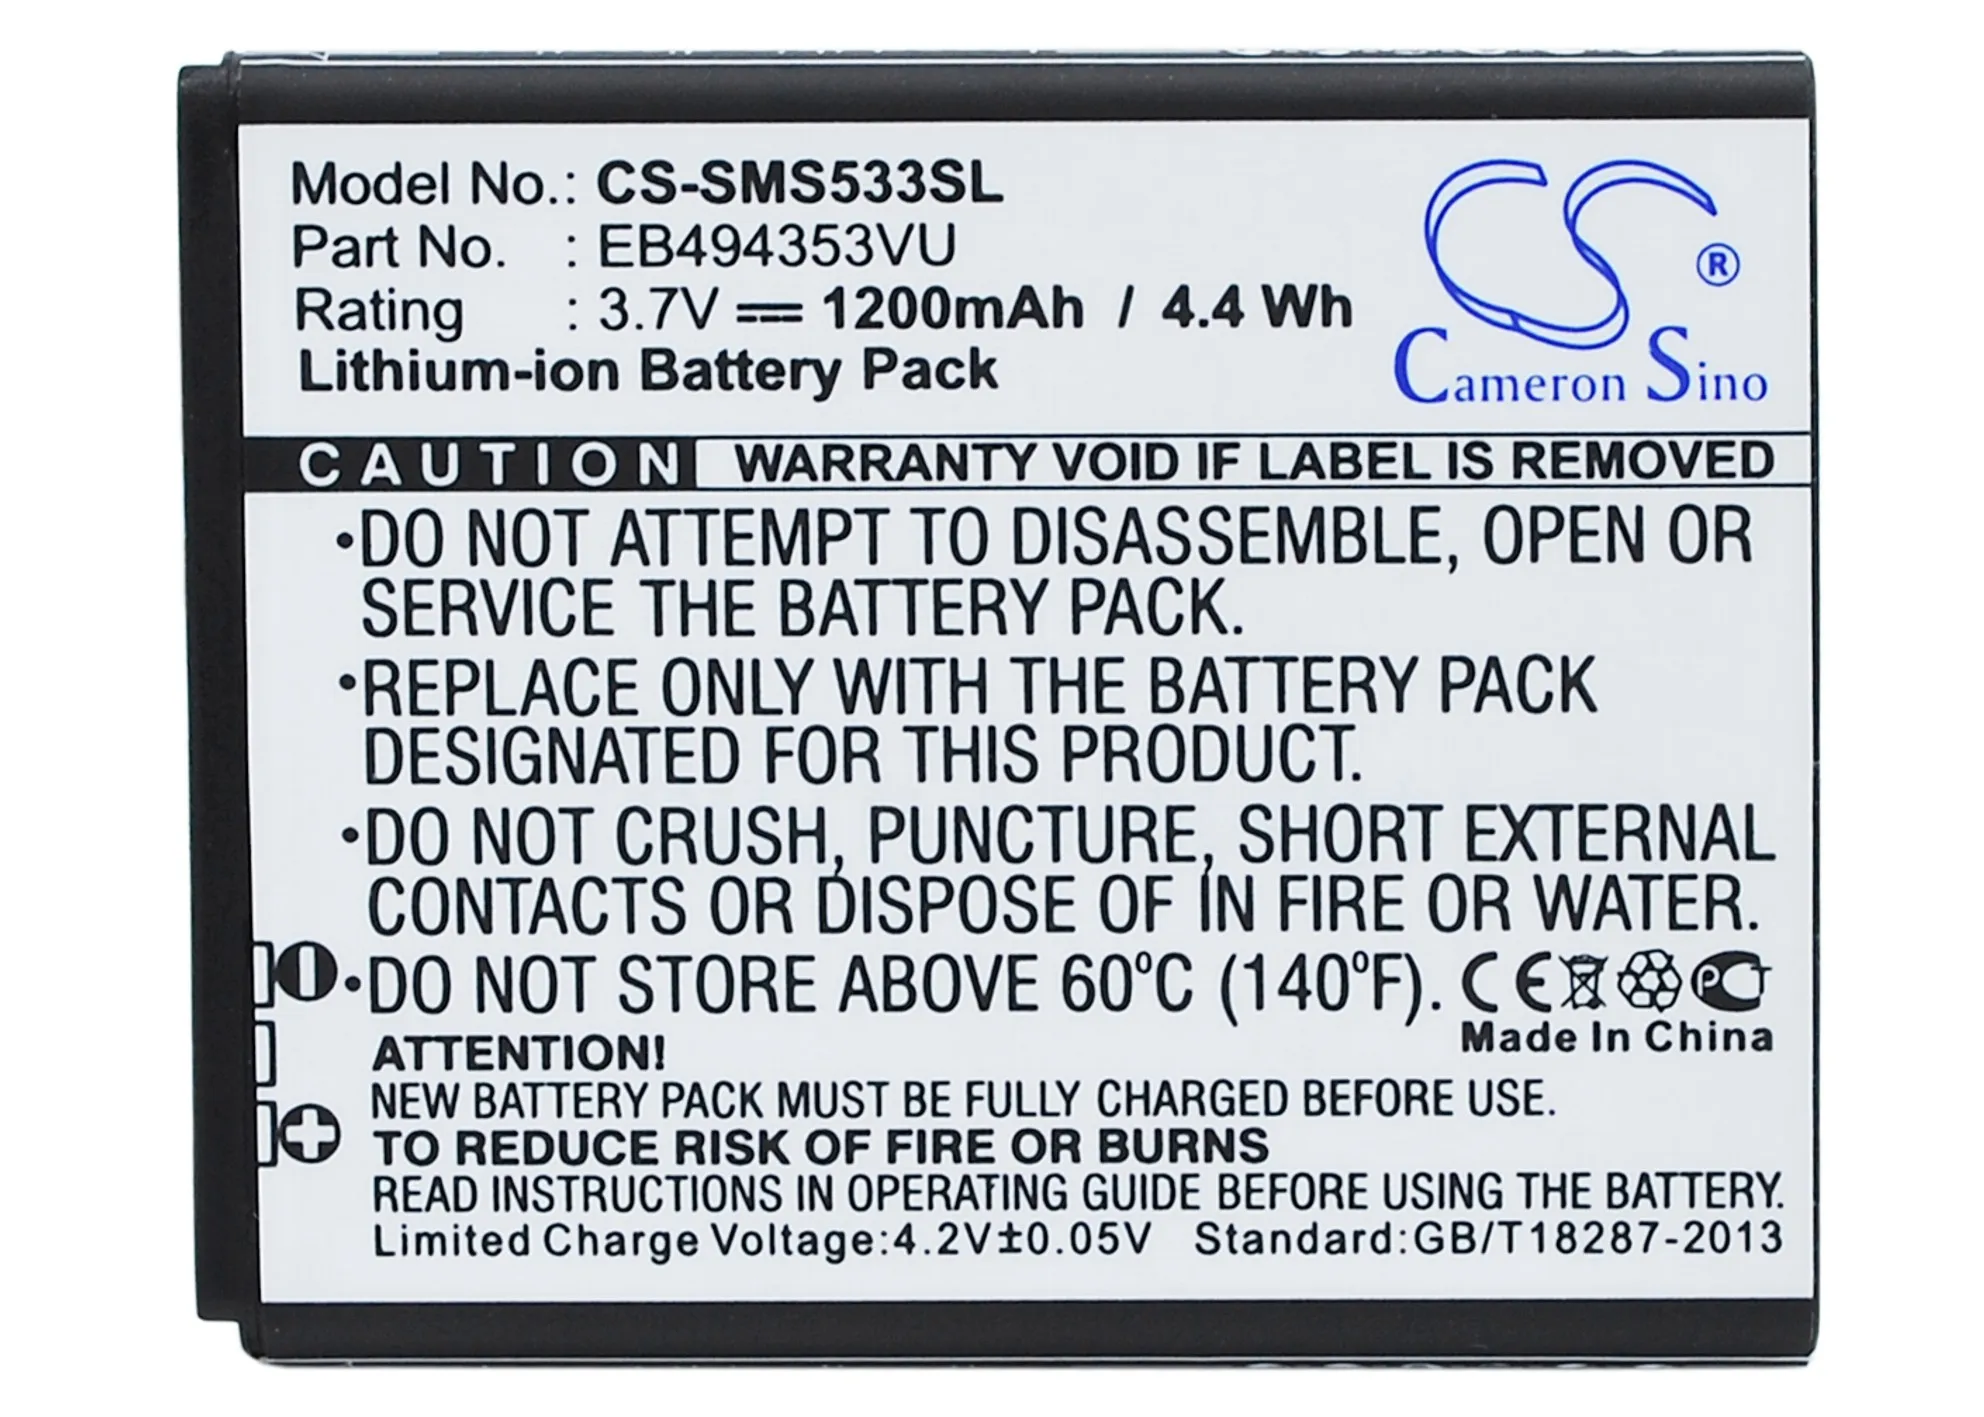 Model No.: CS-SMS533SL
Part No. : EB494353VU
Rating : 3.7V 1200mAh / 4.4 Wh
Lithium-ion Battery Pack
®
Cameron Sino
CAUTION WARRANTY VOID IF LABEL IS REMOVED
•DO NOT ATTEMPT TO DISASSEMBLE, OPEN OR
SERVICE THE BATTERY PACK.
•REPLACE ONLY WITH THE BATTERY PACK
DESIGNATED FOR THIS PRODUCT.
•DO NOT CRUSH, PUNCTURE, SHORT EXTERNAL
CONTACTS OR DISPOSE OF IN FIRE OR WATER.
•DO NOT STORE ABOVE 60°C (140°F). CE
Made In China
ATTENTION!
NEW BATTERY PACK MUST BE FULLY CHARGED BEFORE USE.
TO REDUCE RISK OF FIRE OR BURNS
READ INSTRUCTIONS IN OPERATING GUIDE BEFORE USING THE BATTERY.
Limited Charge Voltage:4.2V±0.05V Standard:GB/T18287-2013